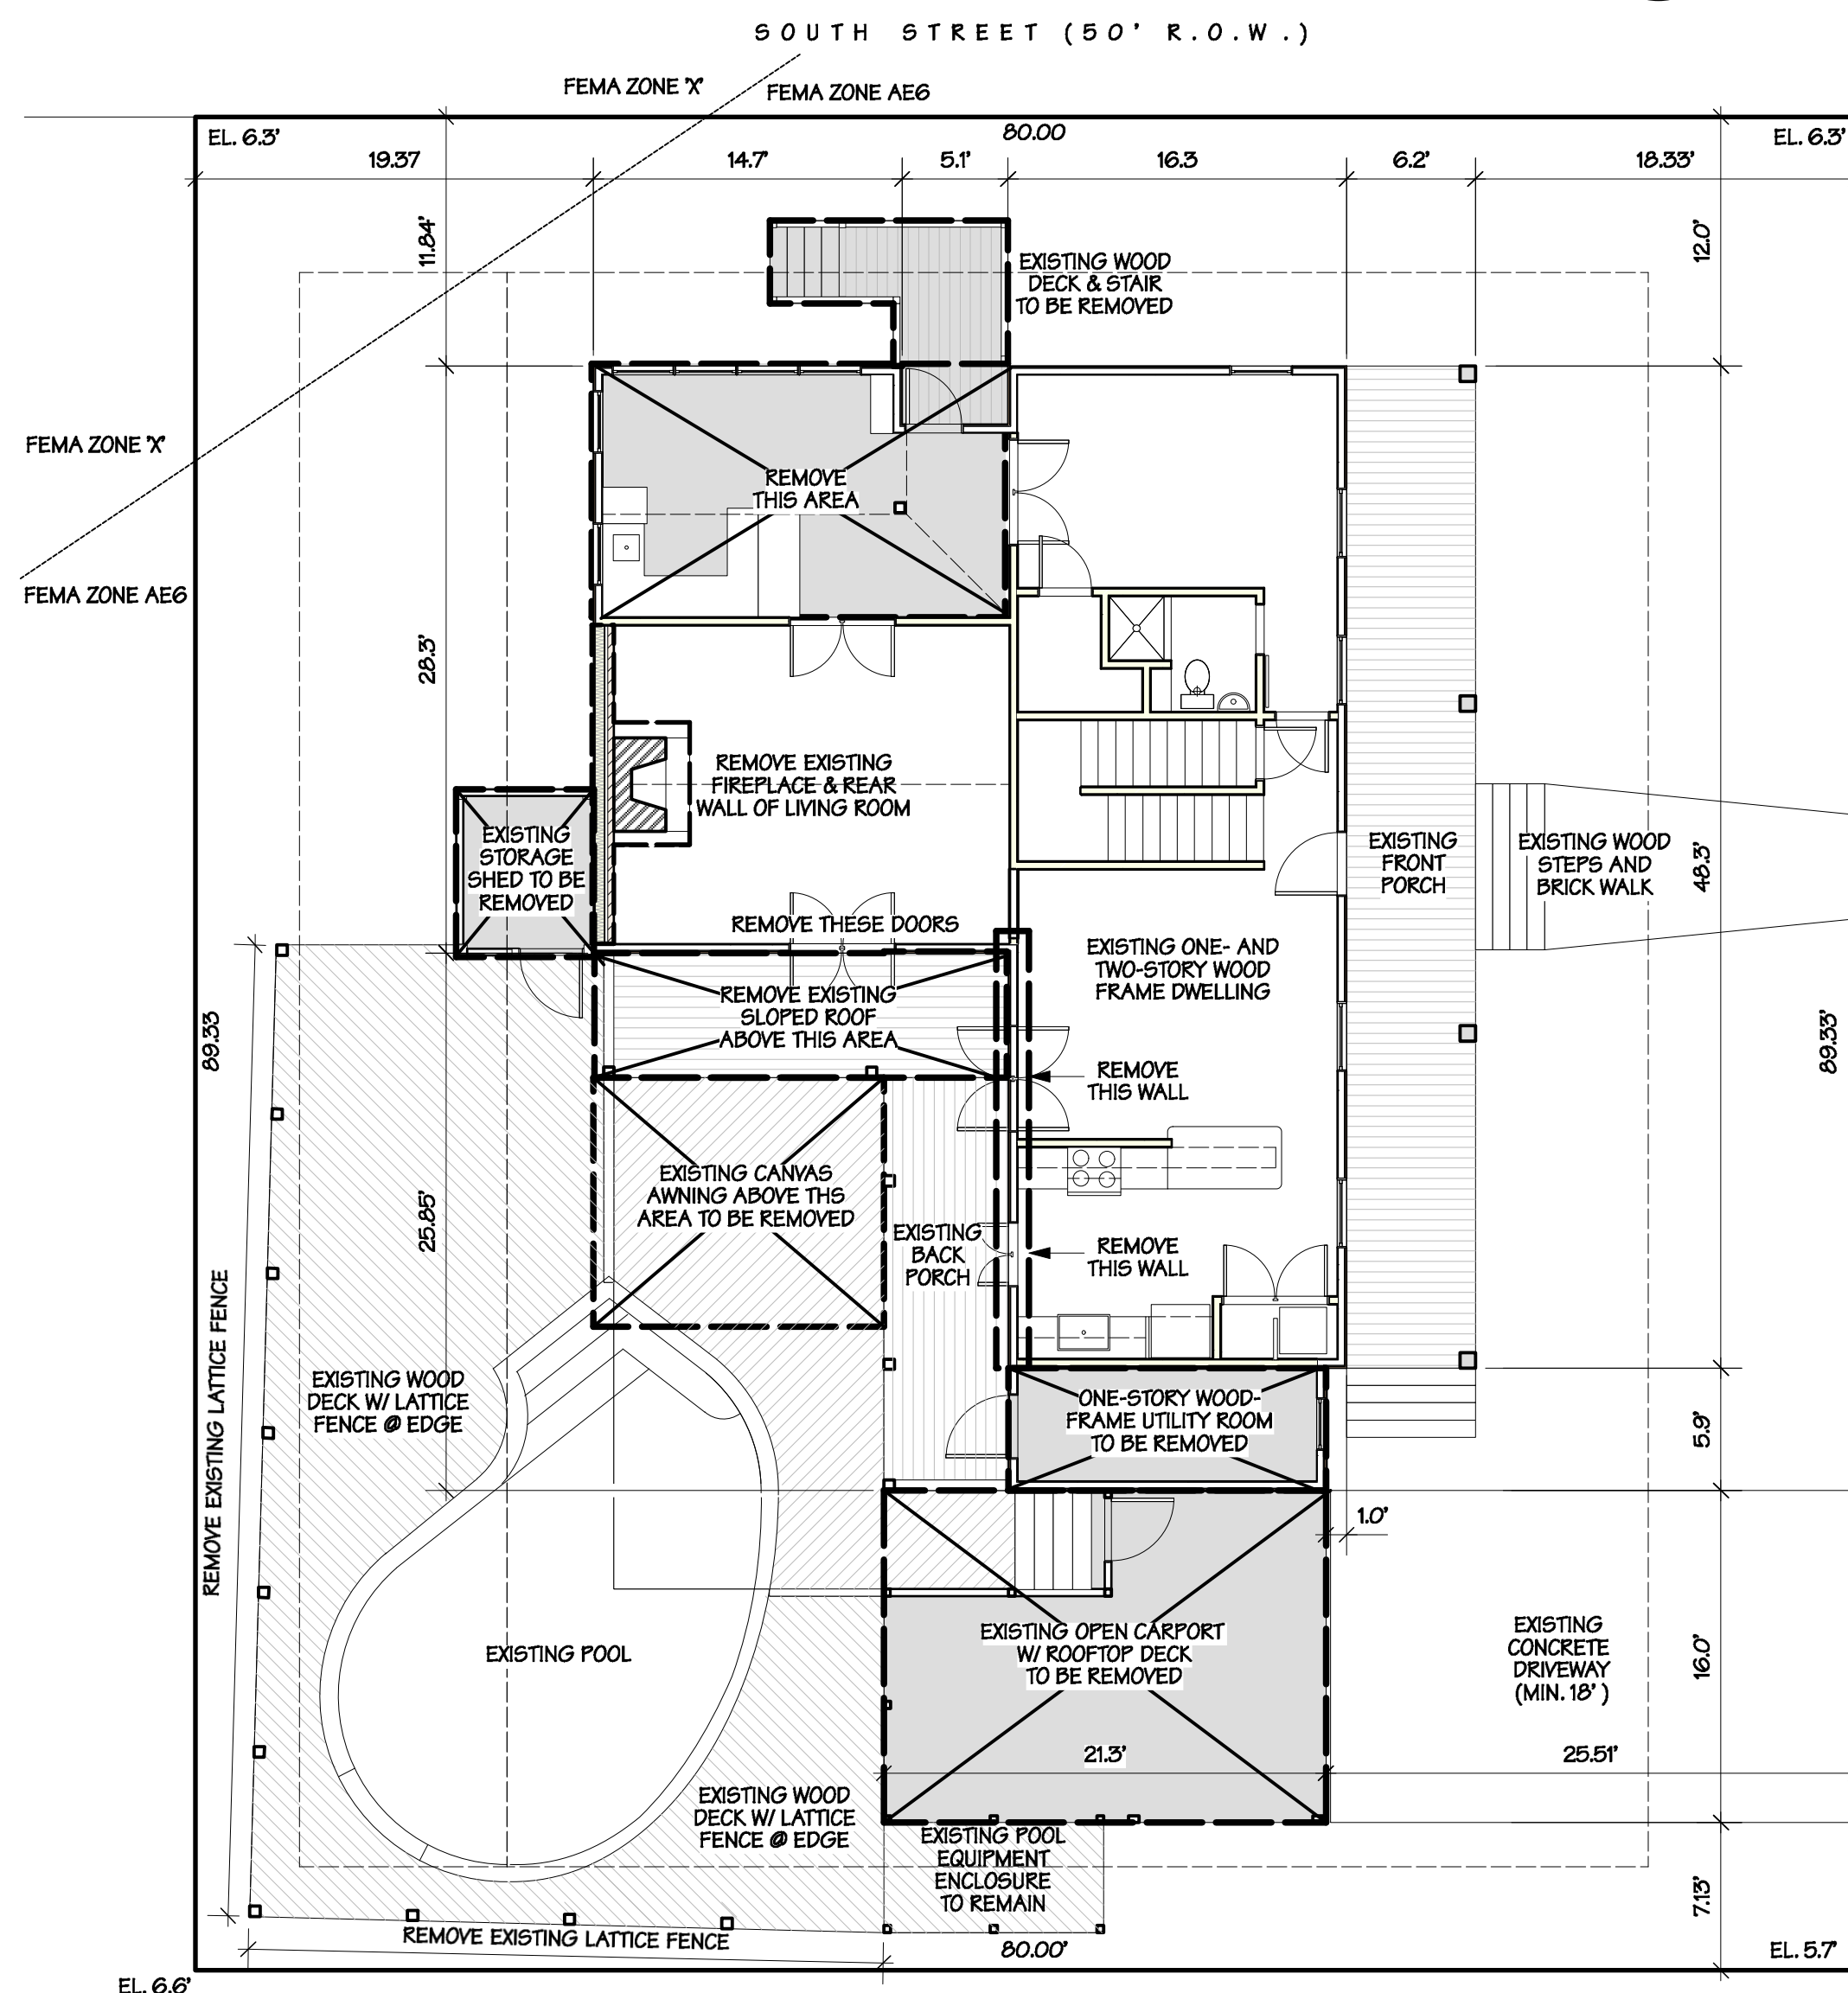 SOUTH STREET (50' R.O.W.)
FEMA ZONE 'X'
FEMA ZONE AE6
EL. 6.3'
80.00
EL. 6.3'
19.37
14.7'
5.1'
16.3
6.2'
18.33'
11.84'
12.0'
EXISTING WOOD
DECK & STAIR
TO BE REMOVED
FEMA ZONE 'X'
REMOVE
THIS AREA
FEMA ZONE AE6
28.3'
REMOVE EXISTING
FIREPLACE & REAR
WALL OF LIVING ROOM
EXISTING
STORAGE
SHED TO BE
REMOVED
EXISTING
FRONT
PORCH
EXISTING WOOD
STEPS AND
BRICK WALK
48.3'
REMOVE THESE DOORS
EXISTING ONE- AND
TWO-STORY WOOD
FRAME DWELLING
REMOVE EXISTING
SLOPED ROOF
ABOVE THIS AREA
89.33
89.33'
REMOVE
THIS WALL
EXISTING CANVAS
AWNING ABOVE THS
AREA TO BE REMOVED
25.85'
EXISTING
BACK
PORCH
REMOVE
THIS WALL
REMOVE EXISTING LATTICE FENCE
EXISTING WOOD
DECK W/ LATTICE
FENCE @ EDGE
ONE-STORY WOOD-
FRAME UTILITY ROOM
TO BE REMOVED
5.9'
1.0'
EXISTING POOL
EXISTING OPEN CARPORT
W/ ROOFTOP DECK
TO BE REMOVED
EXISTING
CONCRETE
DRIVEWAY
(MIN. 18' )
16.0'
21.3'
25.51'
EXISTING WOOD
DECK W/ LATTICE
FENCE @ EDGE
EXISTING POOL
EQUIPMENT
ENCLOSURE
TO REMAIN
7.13'
REMOVE EXISTING LATTICE FENCE
80.00'
EL. 5.7'
EL. 6.6'